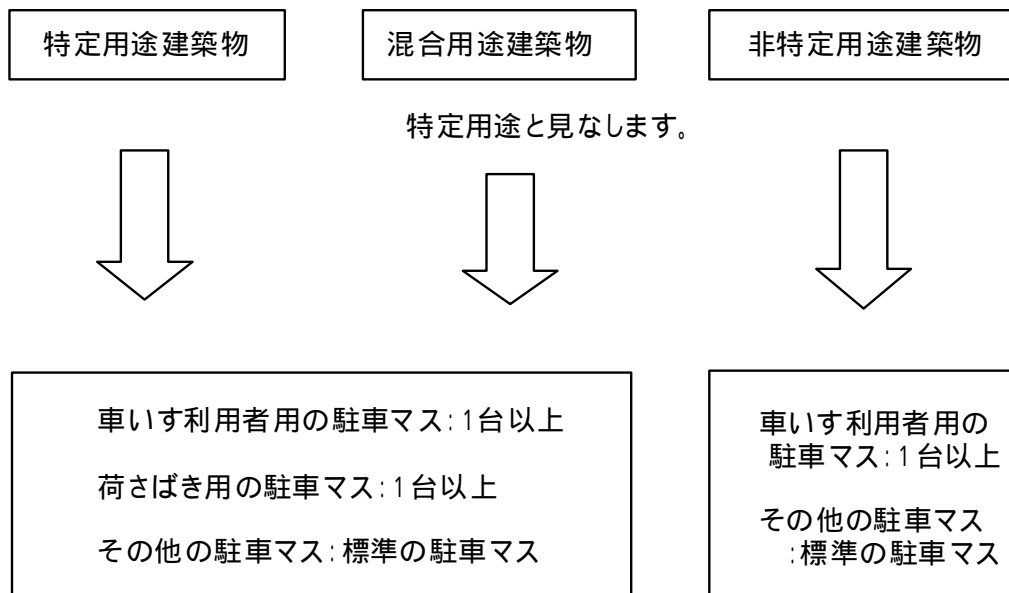 特定用途建築物
混合用途建築物
非特定用途建築物
特定用途と見なします。
車いす利用者用の駐車マス:1台以上
荷さばき用の駐車マス:1台以上
その他の駐車マス:標準の駐車マス
車いす利用者用の
駐車マス:1台以上
その他の駐車マス
:標準の駐車マス